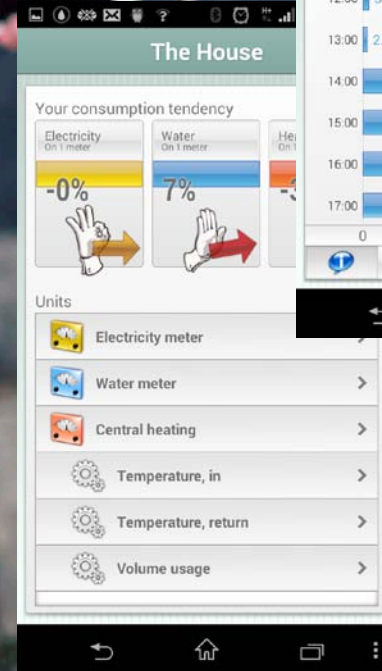 The House
Your consumption tendency
Electricity
On 1 meter
-0%
Water
On 1 meter
7%
Units
Electricity meter
Water meter
Central heating
Temperature, in
Temperature, return
Volume usage
13:00
14:00
15:00
16:00
17:00
0